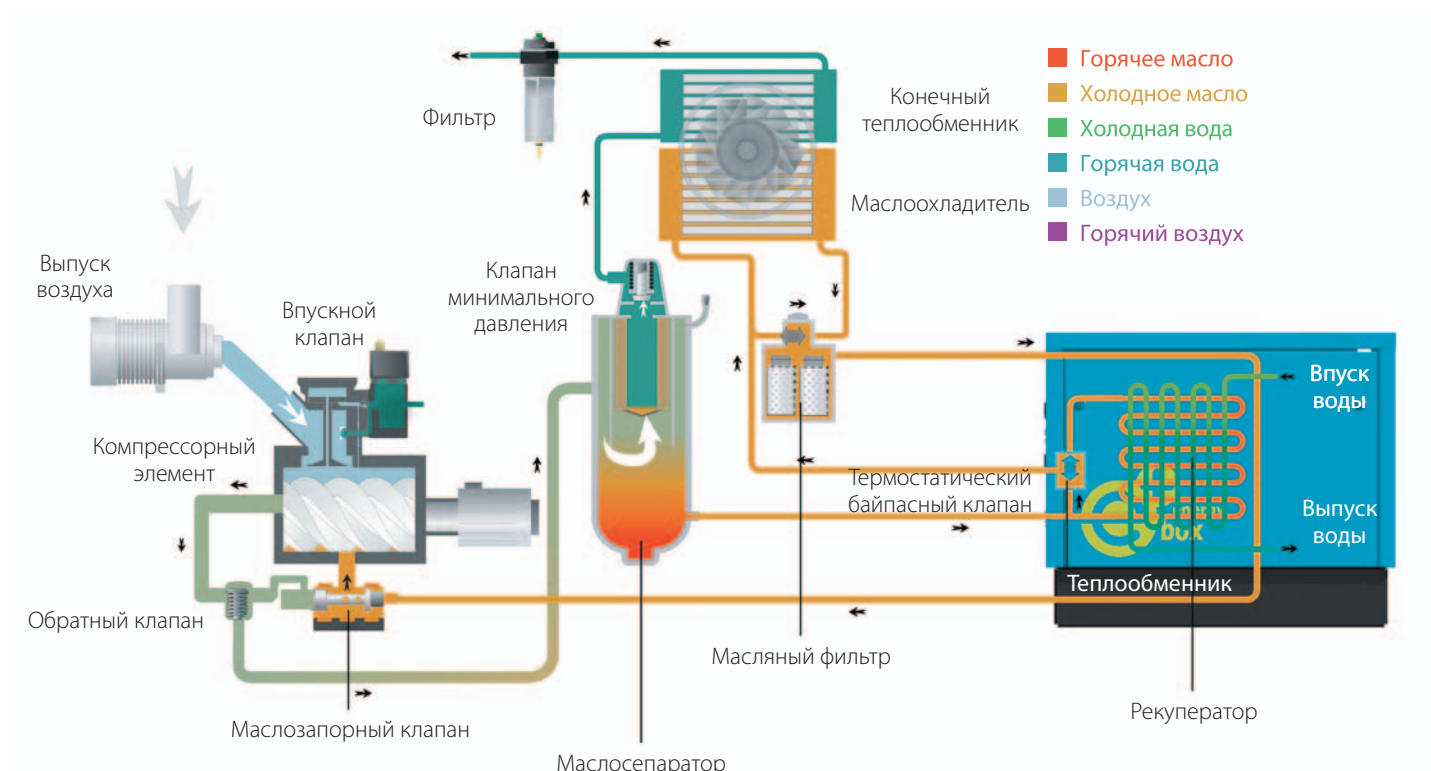 Фильтр
Конечный
теплообменник
Маслоохладитель
Горячее масло
Холодное масло
Холодная вода
Горячая вода
Воздух
Горячий воздух
Выпуск
воздуха
Впускной
клапан
Клапан
минимального
давления
Компрессорный
элемент
Термостатический
байпасный клапан
Впуск
воды
Выпуск
воды
box
Теплообменник
Обратный клапан
Масляный фильтр
Рекуператор
Маслозапорный клапан
Маслосепаратор